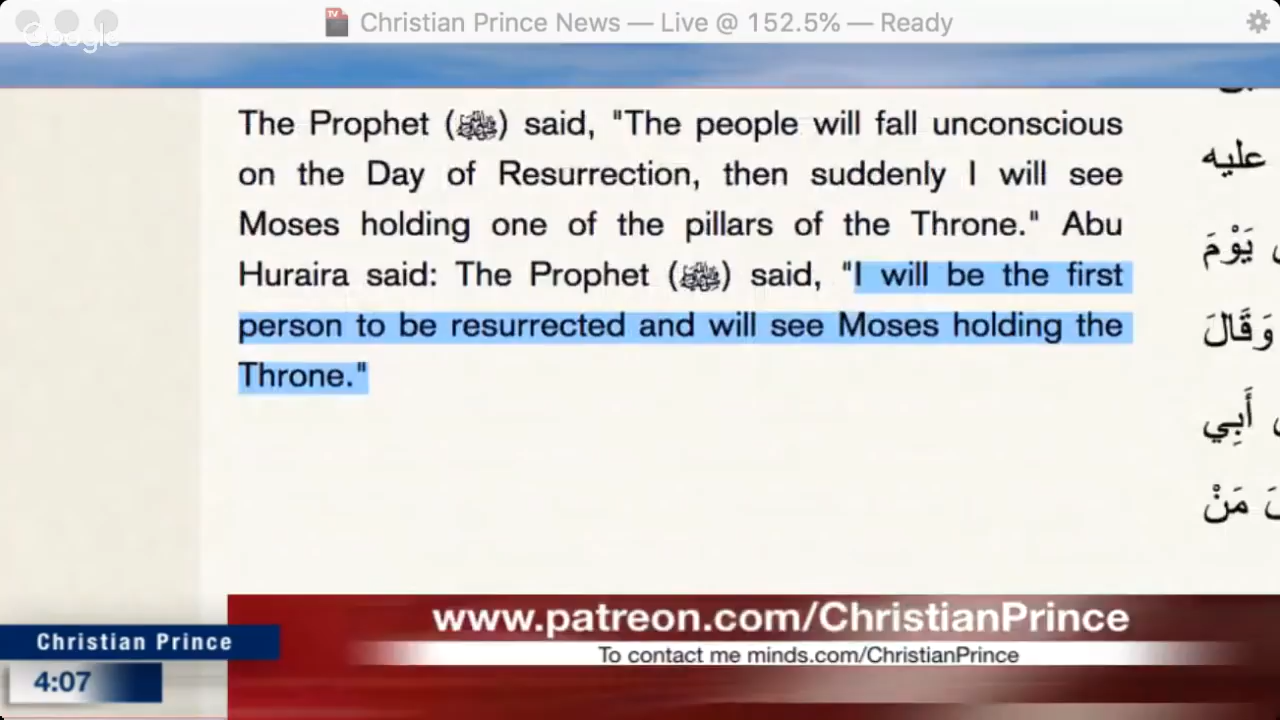 Christian Prince News — Live @ 152.5% — Ready
Google
The Prophet (ﷺ) said, "The people will fall unconscious
on the Day of Resurrection, then suddenly I will see
Moses holding one of the pillars of the Throne." Abu
Huraira said: The Prophet (ﷺ) said, "I will be the first
person to be resurrected and will see Moses holding the
Throne."
عليه
يَوْمَ
وَقَالَ
أَبِي
مَنْ
www.patreon.com/ChristianPrince
To contact me minds.com/ChristianPrince
Christian Prince
4:07